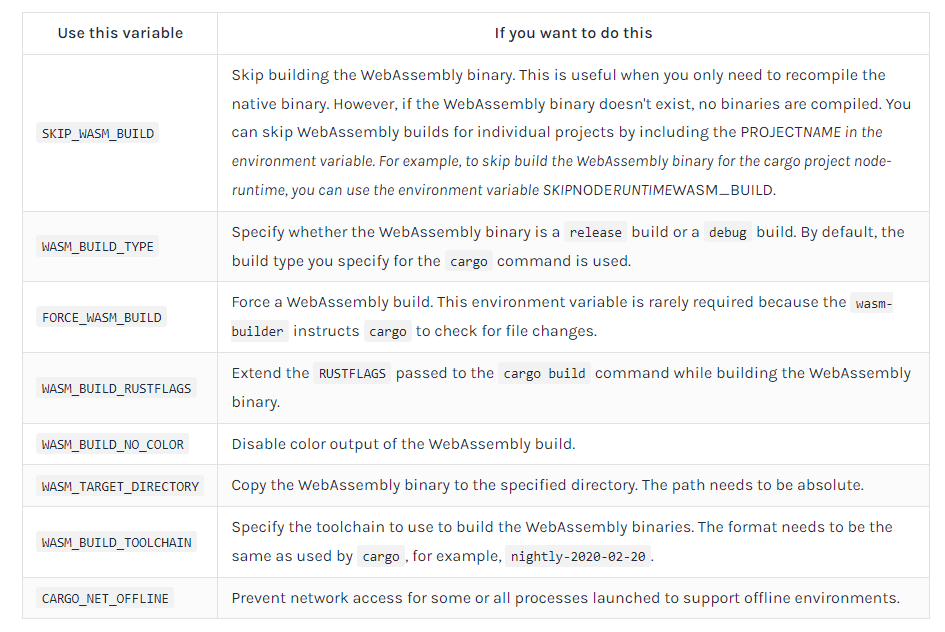 Use this variable
If you want to do this
SKIP_WASM_BUILD
Skip building the WebAssembly binary. This is useful when you only need to recompile the
native binary. However, if the WebAssembly binary doesn't exist, no binaries are compiled. You
can skip WebAssembly builds for individual projects by including the PROJECTNAME in the
environment variable. For example, to skip build the WebAssembly binary for the cargo project node-
runtime, you can use the environment variable SKIPNODERUNTIMEWASM_BUILD.
WASM_BUILD_TYPE
Specify whether the WebAssembly binary is a release build or a debug build. By default, the
build type you specify for the cargo command is used.
FORCE_WASM_BUILD
Force a WebAssembly build. This environment variable is rarely required because the wasm-
builder instructs cargo to check for file changes.
WASM_BUILD_RUSTFLAGS
Extend the RUSTFLAGS passed to the cargo build command while building the WebAssembly
binary.
WASM_BUILD_NO_COLOR
Disable color output of the WebAssembly build.
WASM_TARGET_DIRECTORY
Copy the WebAssembly binary to the specified directory. The path needs to be absolute.
WASM_BUILD_TOOLCHAIN
Specify the toolchain to use to build the WebAssembly binaries. The format needs to be the
same as used by cargo, for example, nightly-2020-02-20.
CARGO_NET_OFFLINE
Prevent network access for some or all processes launched to support offline environments.